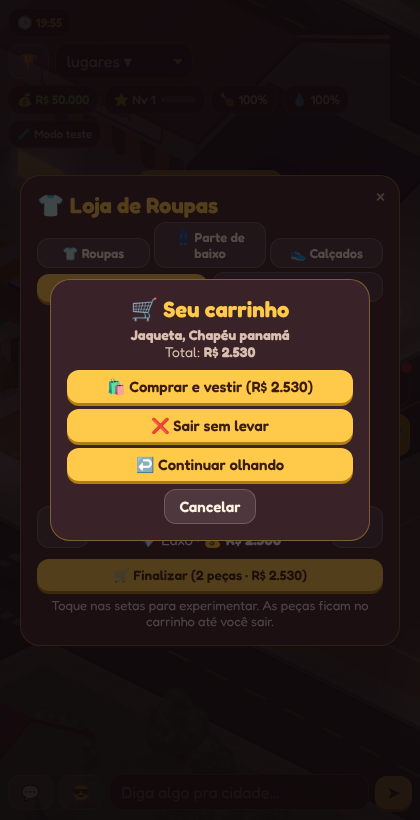 🕒 19:55
lugares ▾
💰 R$ 50.000
⭐ Nv 1
🍗 100%
💧 100%
🧪 Modo teste
👕 Loja de Roupas
×
👕 Roupas
👖 Parte de baixo
👟 Calçados
🛒 Seu carrinho
Jaqueta, Chapéu panamá
Total: R$ 2.530
🛍️ Comprar e vestir (R$ 2.530)
❌ Sair sem levar
↩️ Continuar olhando
Cancelar
🛒 Finalizar (2 peças · R$ 2.530)
Toque nas setas para experimentar. As peças ficam no
carrinho até você sair.
Diga algo pra cidade...